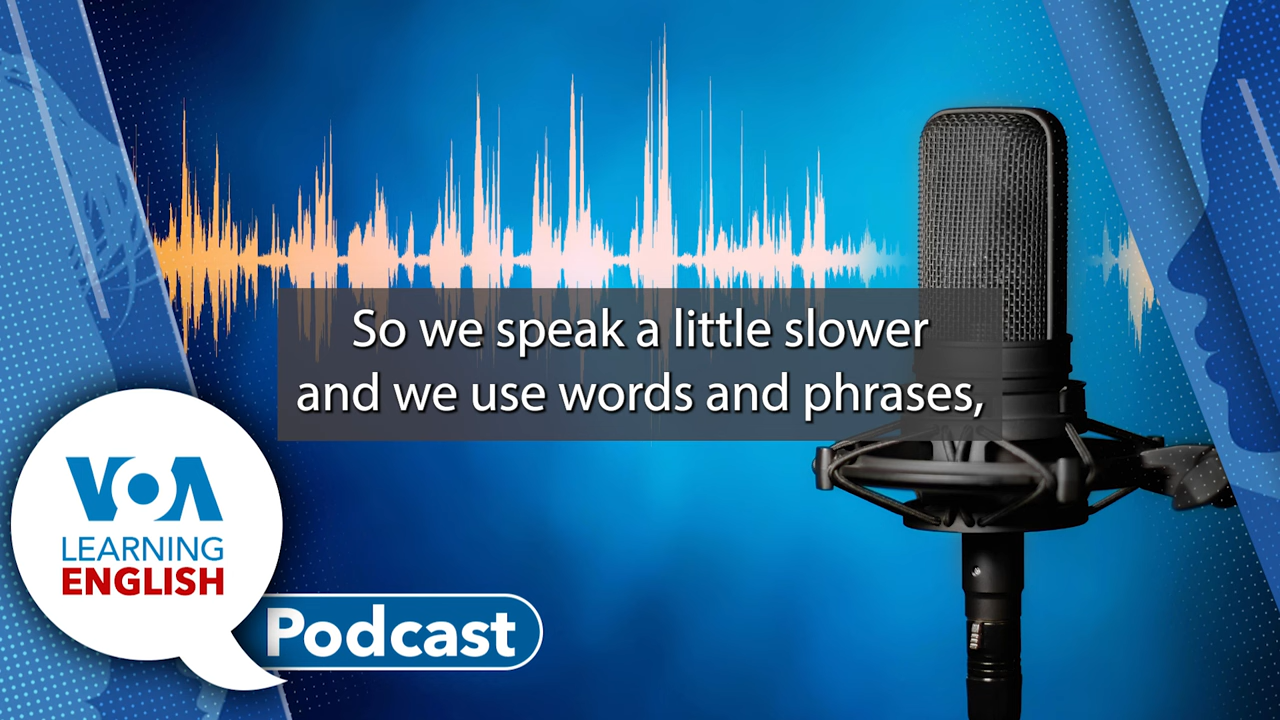 So we speak a little slower
and we use words and phrases,
VOA
LEARNING
ENGLISH
Podcast